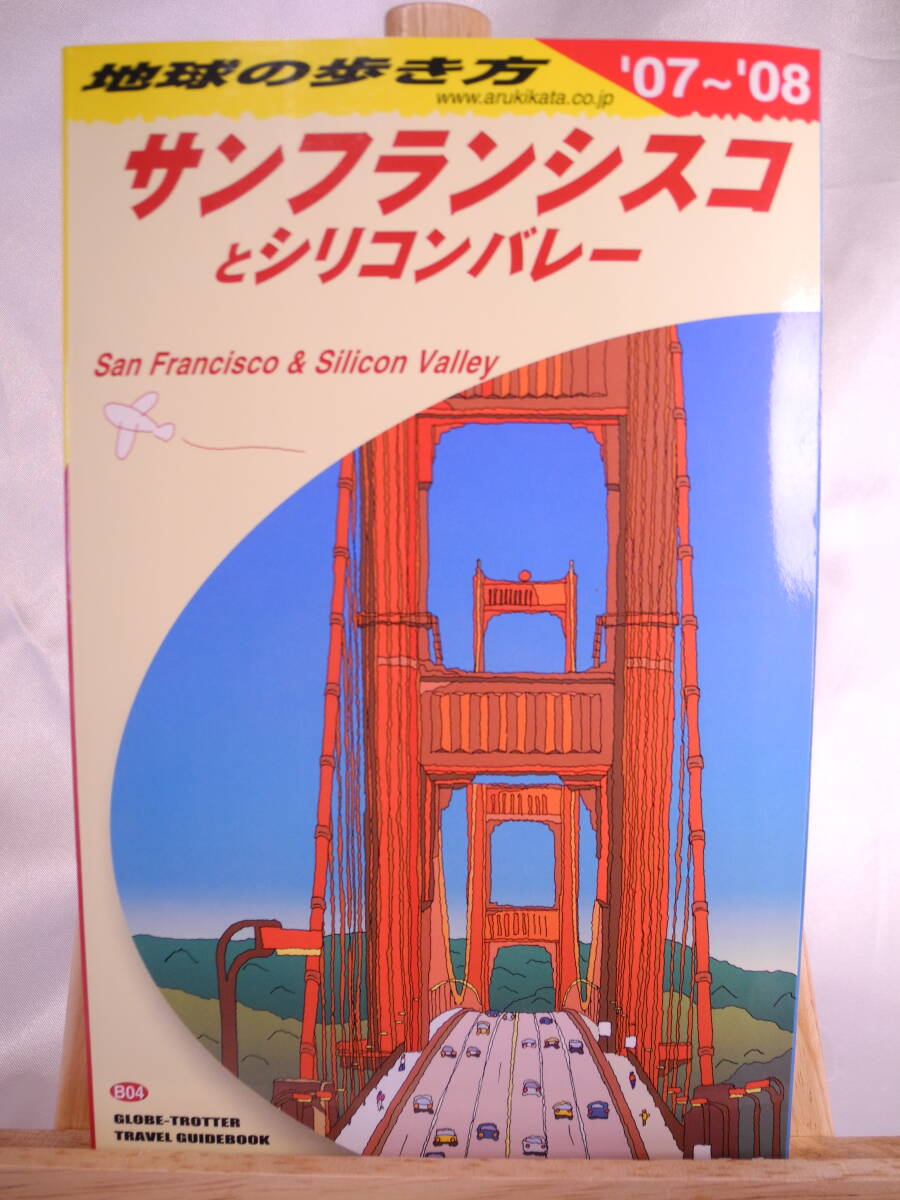 地球の歩き方
www.arukikata.co.jp
'07~'08
サンフランシスコ
とシリコンバレー
San Francisco & Silicon Valley
B04
GLOBE-TROTTER
TRAVEL GUIDEBOOK